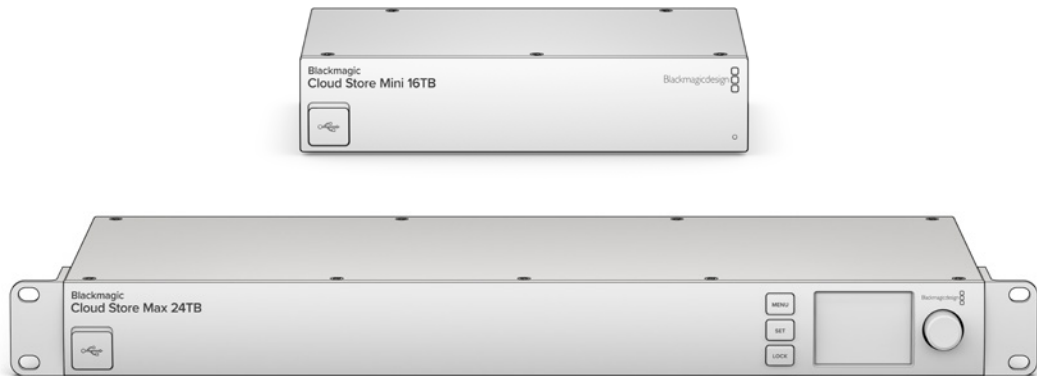 Blackmagic
Cloud Store Mini 16TB
Blackmagicdesign
Blackmagic
Cloud Store Max 24TB
MENU
SET
LOCK
Blackmagicdesign